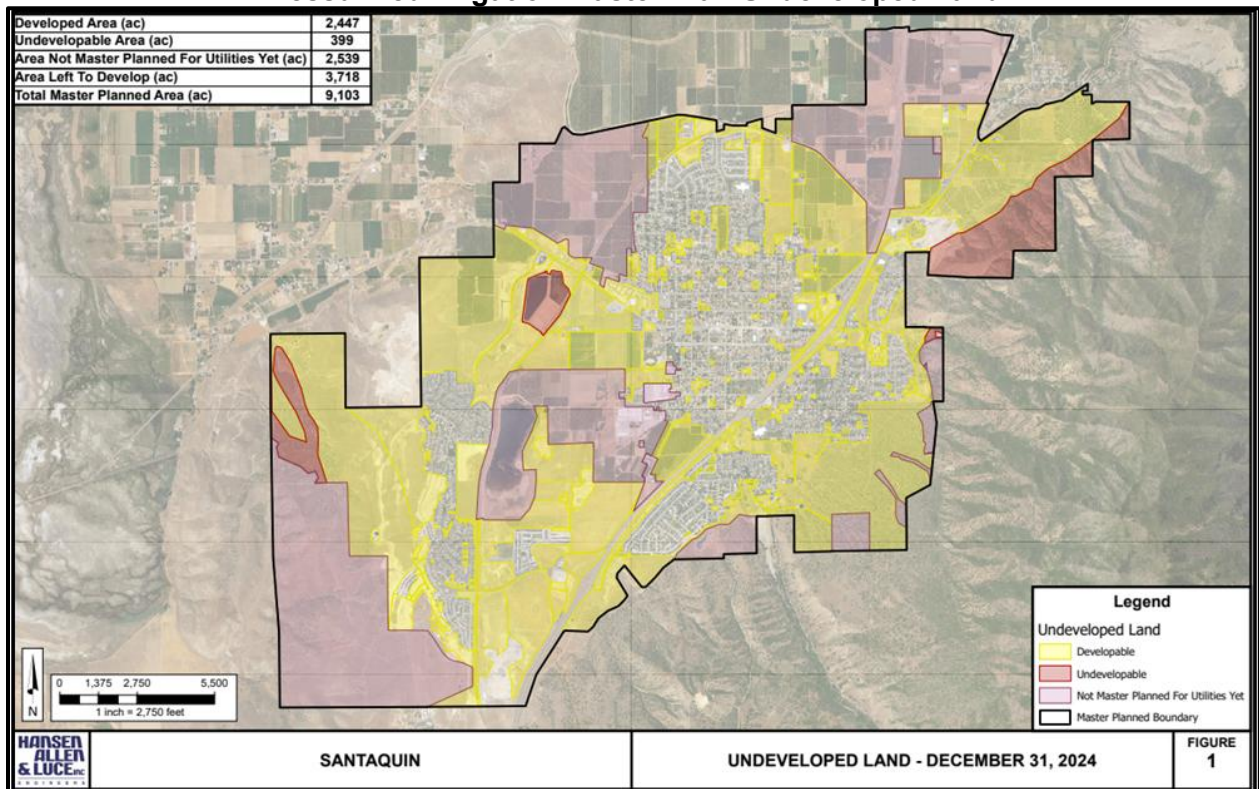 Developed Area (ac) 2,447
Undevelopable Area (ac) 399
Area Not Master Planned For Utilities Yet (ac) 2,539
Area Left To Develop (ac) 3,718
Total Master Planned Area (ac) 9,103
Legend
Undeveloped Land
Developable
Undevelopable
Not Master Planned For Utilities Yet
Master Planned Boundary
N
0 1,375 2,750 5,500
1 inch = 2,750 feet
HANSEN
ALLEN
& LUCE INC
ENGINEERS
SANTAQUIN
UNDEVELOPED LAND - DECEMBER 31, 2024
FIGURE
1